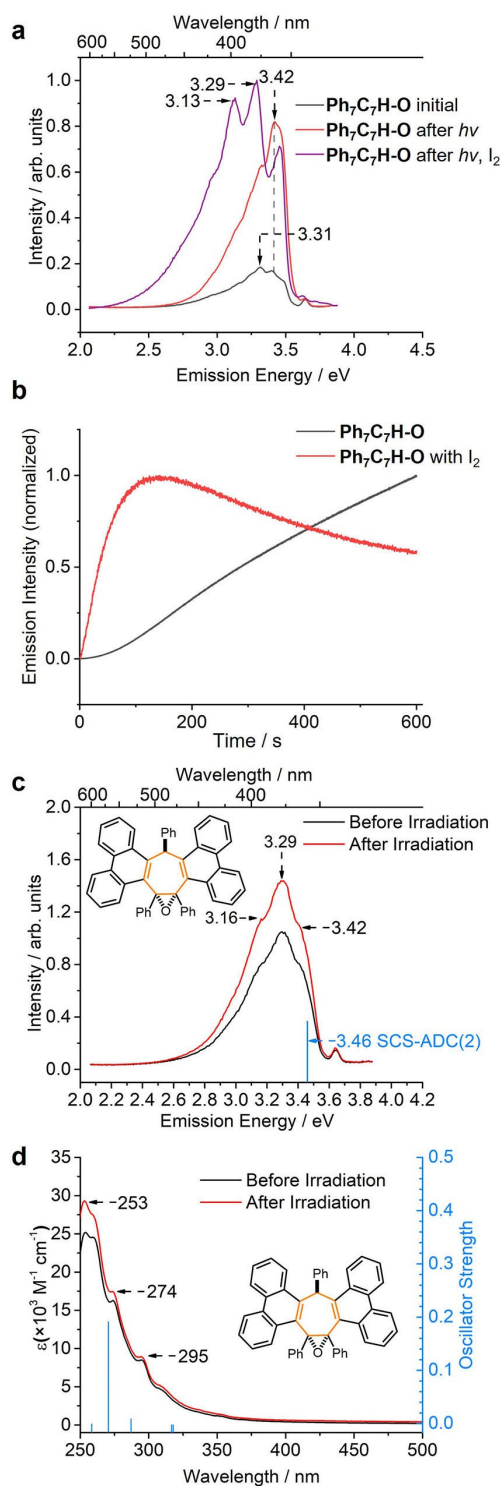 a
Wavelength / nm
600 500 400 300
3.42
3.29
3.13
Ph7C7H-O initial
Ph7C7H-O after hv
Ph7C7H-O after hv, I2
3.31
Intensity / arb. units
1.0
0.8
0.6
0.4
0.2
0.0
2.0 2.5 3.0 3.5 4.0 4.5
Emission Energy / eV
b
Ph7C7H-O
Ph7C7H-O with I2
Emission Intensity (normalized)
1.0
0.5
0.0
0 200 400 600
Time / s
c
Wavelength / nm
600 500 400 300
Before Irradiation
After Irradiation
3.29
3.16
3.42
3.46 SCS-ADC(2)
Ph
Ph O Ph
Intensity / arb. units
2.0
1.6
1.2
0.8
0.4
0.0
2.0 2.2 2.4 2.6 2.8 3.0 3.2 3.4 3.6 3.8 4.0 4.2
Emission Energy / eV
d
Before Irradiation
After Irradiation
253
274
295
Ph
Ph O Ph
ε(×10³ M⁻¹ cm⁻¹)
35
30
25
20
15
10
5
0
Oscillator Strength
0.5
0.4
0.3
0.2
0.1
0.0
250 300 350 400 450 500
Wavelength / nm